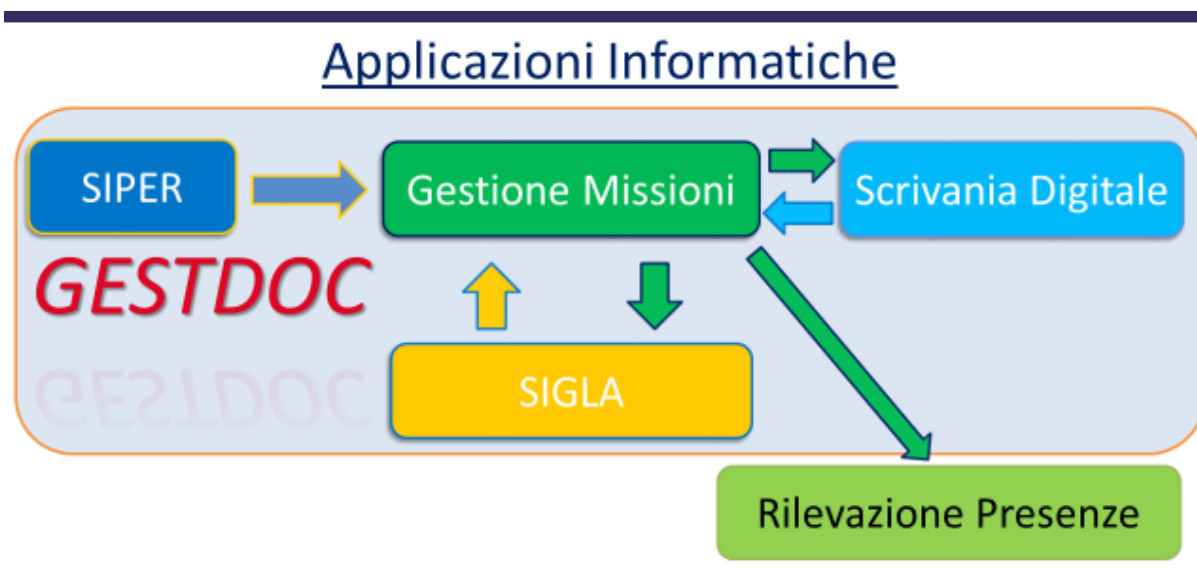 Applicazioni Informatiche
SIPER
Gestione Missioni
Scrivania Digitale
GESTDOC
SIGLA
Rilevazione Presenze